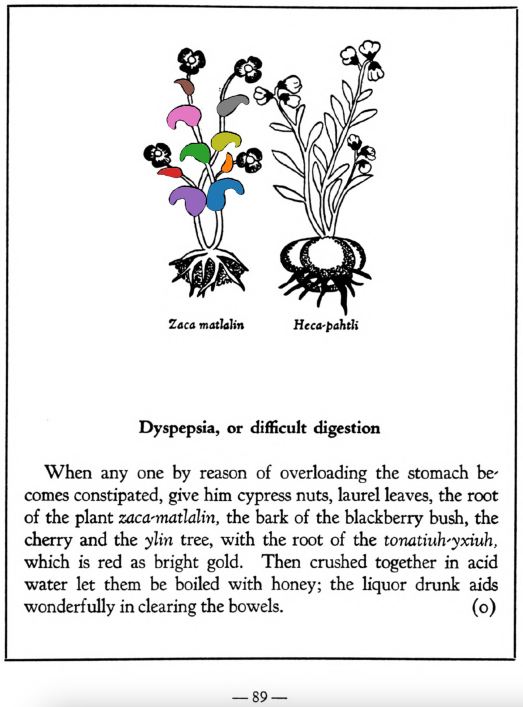 Zaca matlalin Heca-pahtli
Dyspepsia, or difficult digestion
When any one by reason of overloading the stomach be-
comes constipated, give him cypress nuts, laurel leaves, the root
of the plant zaca-matlalin, the bark of the blackberry bush, the
cherry and the ylin tree, with the root of the tonatiuh-yxiuh,
which is red as bright gold. Then crushed together in acid
water let them be boiled with honey; the liquor drunk aids
wonderfully in clearing the bowels. (o)
— 89 —